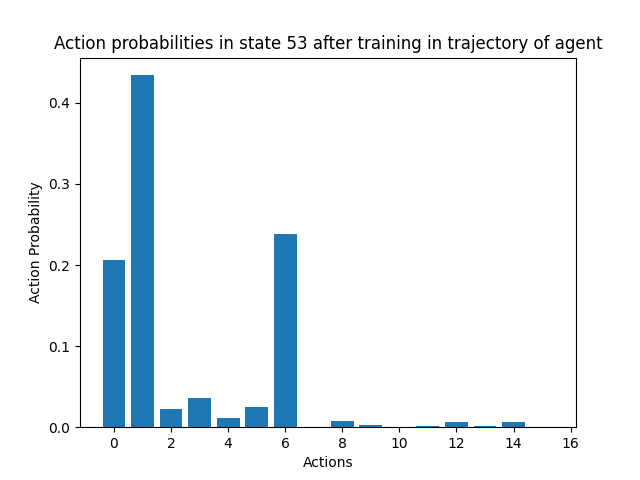 Action probabilities in state 53 after training in trajectory of agent
0.4
0.3
0.2
0.1
0.0
Action Probability
0 2 4 6 8 10 12 14 16
Actions